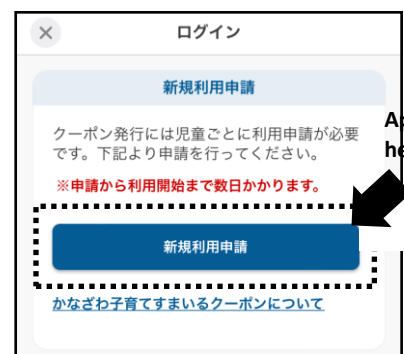 ログイン
新規利用申請
クーポン発行には児童ごとに利用申請が必要
です。下記より申請を行ってください。
※申請から利用開始まで数日かかります。
新規利用申請
かなざわ子育てすまいるクーポンについて